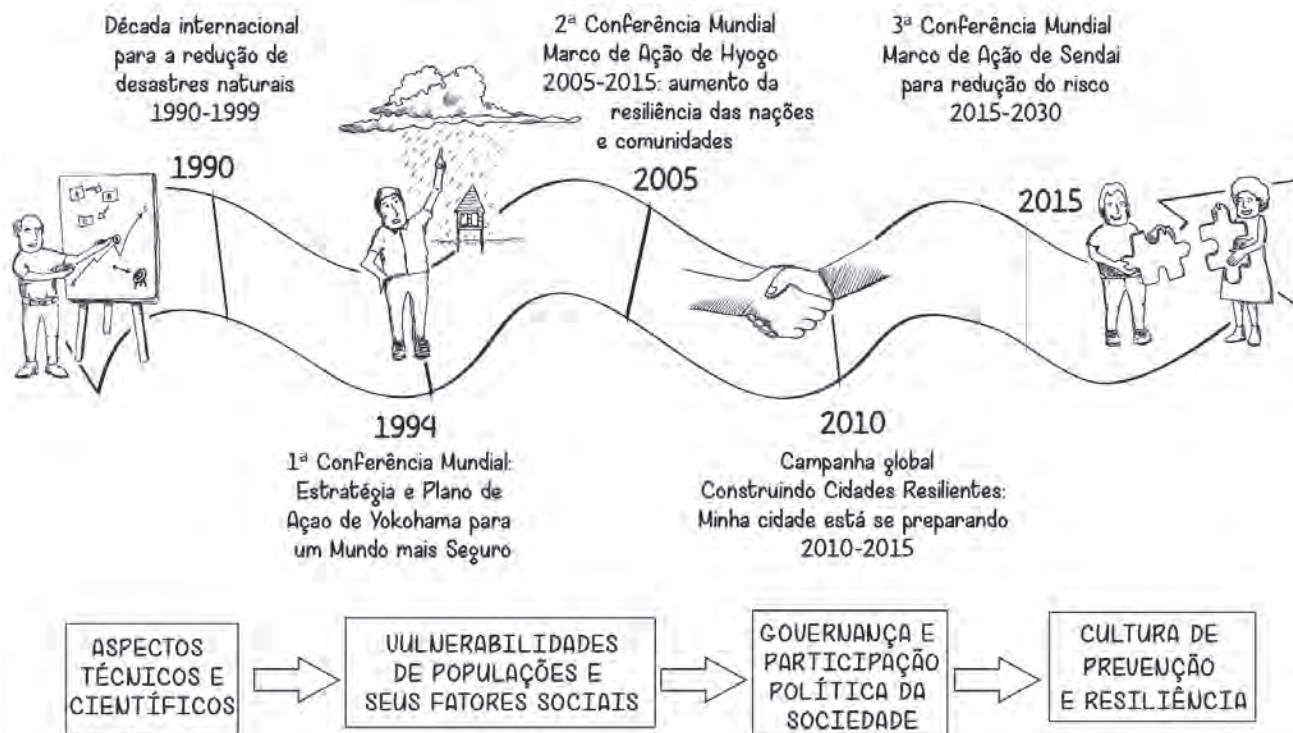 Década internacional
para a redução de
desastres naturais
1990-1999
1990
2ª Conferência Mundial
Marco de Ação de Hyogo
2005-2015: aumento da
resiliência das nações
e comunidades
2005
3ª Conferência Mundial
Marco de Ação de Sendai
para redução do risco
2015-2030
2015
1994
1ª Conferência Mundial:
Estratégia e Plano de
Açao de Yokohama para
um Mundo mais Seguro
2010
Campanha global
Construindo Cidades Resilientes:
Minha cidade está se preparando
2010-2015
ASPECTOS
TÉCNICOS E
CIENTÍFICOS
VULNERABILIDADES
DE POPULAÇÕES E
SEUS FATORES SOCIAIS
GOVERNANÇA E
PARTICIPAÇÃO
POLÍTICA DA
SOCIEDADE
CULTURA DE
PREVENÇÃO
E RESILIÊNCIA